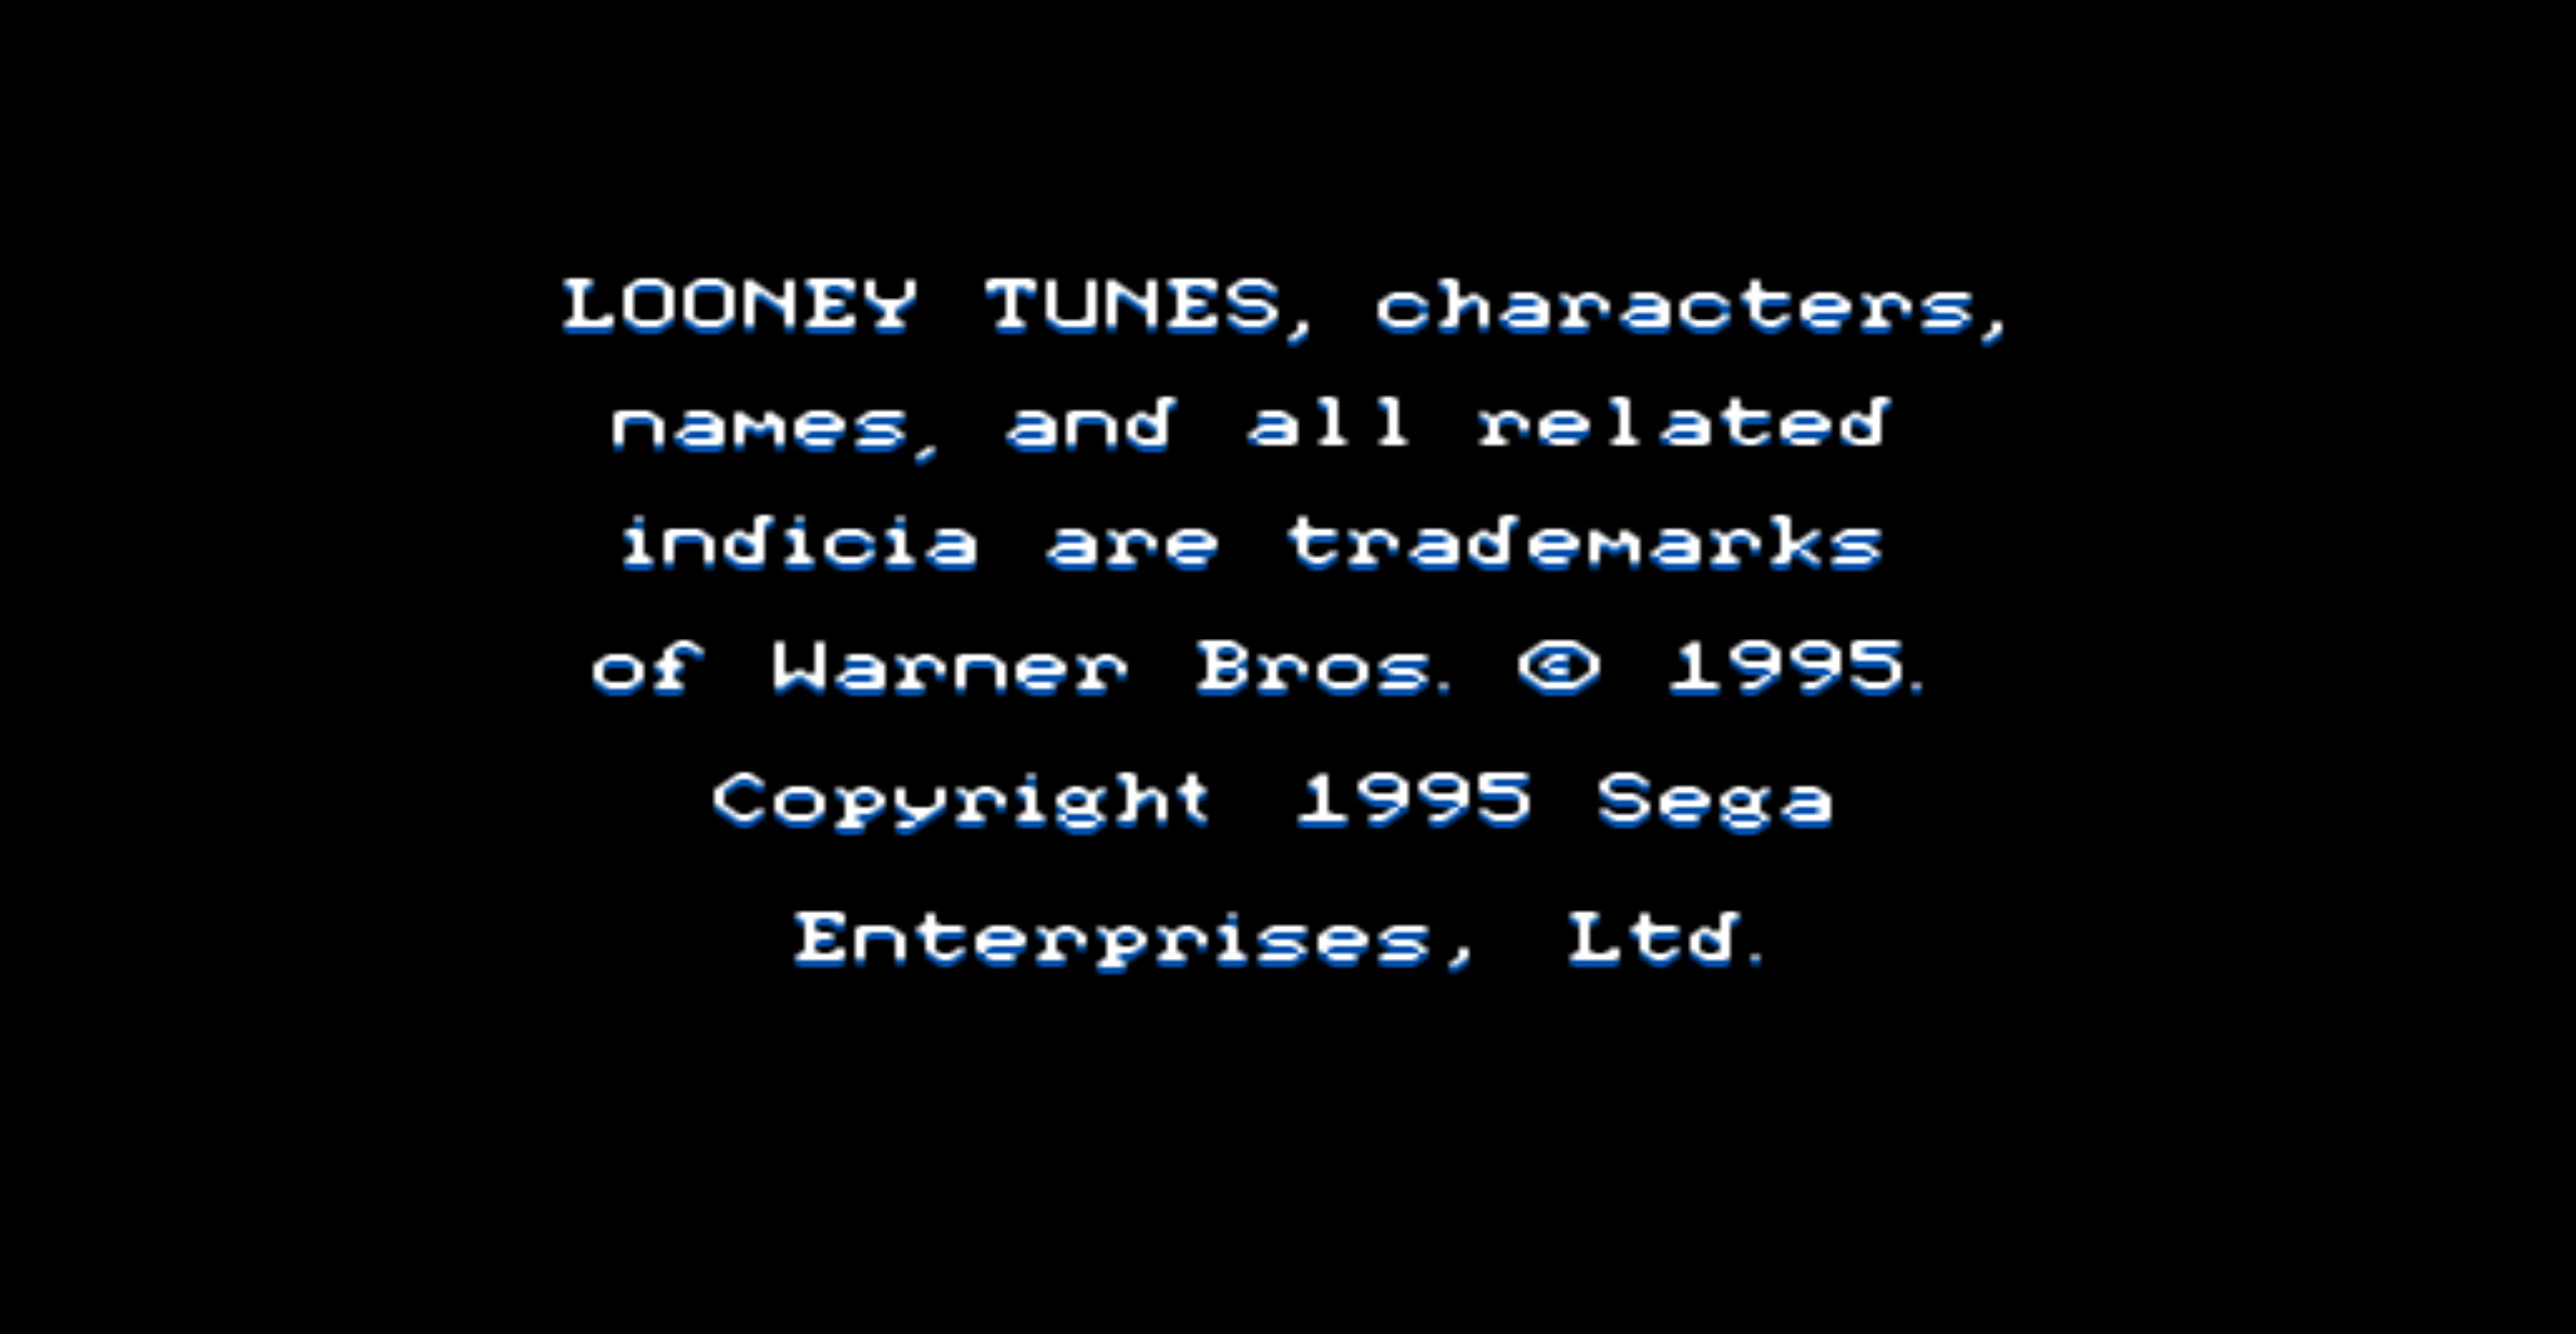 LOONEY TUNES, characters,
names, and all related
indicia are trademarks
of Warner Bros. © 1995.
Copyright 1995 Sega
Enterprises, Ltd.